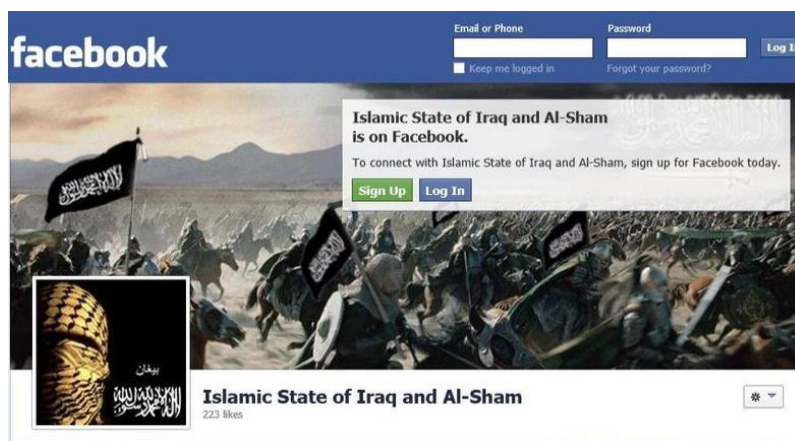 Email or Phone
Password
facebook
Log I
Keep me logged in
Forgot your password?
Islamic State of Iraq and Al-Sham
is on Facebook.
To connect with Islamic State of Iraq and Al-Sham, sign up for Facebook today.
Sign Up
Log In
Islamic State of Iraq and Al-Sham
223 likes